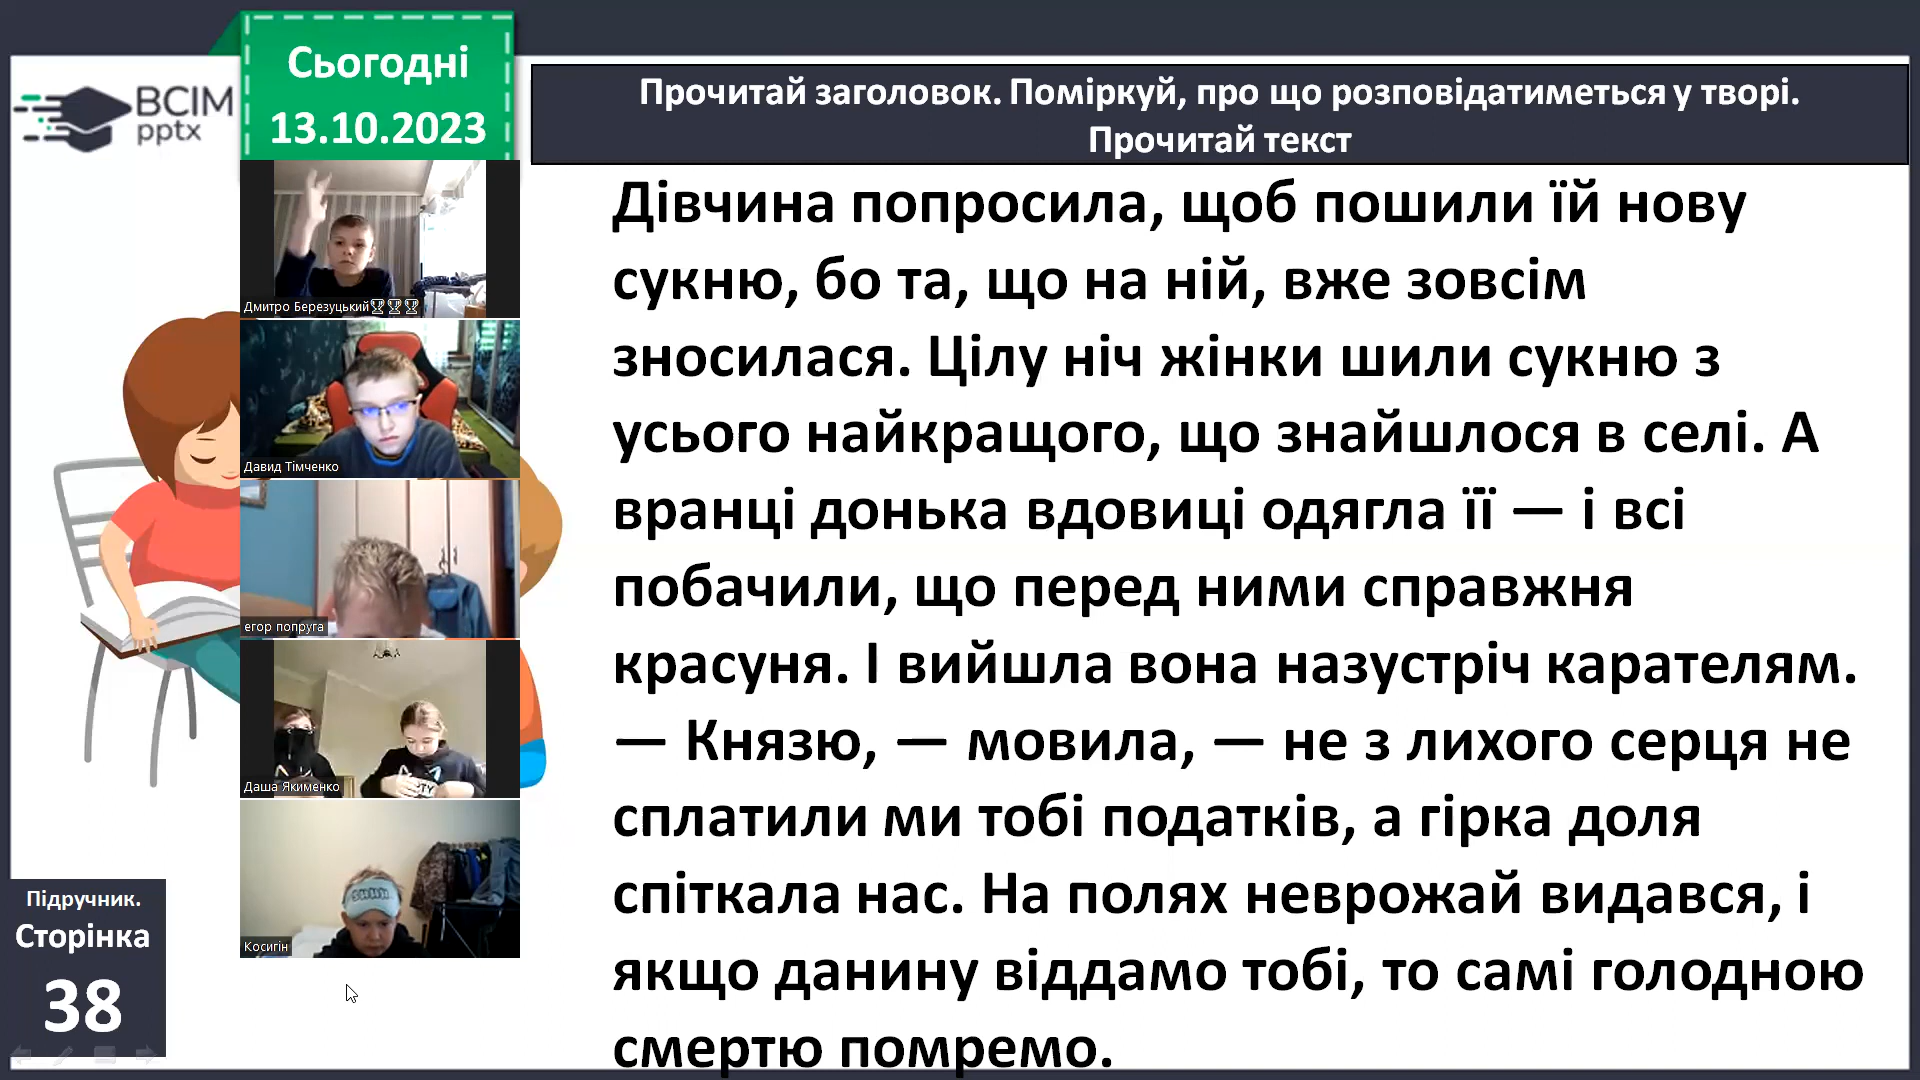 Сьогодні
13.10.2023
ВСІМ
pptx
Прочитай заголовок. Поміркуй, про що розповідатиметься у творі.
Прочитай текст
Дівчина попросила, щоб пошили їй нову
сукню, бо та, що на ній, вже зовсім
зносилася. Цілу ніч жінки шили сукню з
усього найкращого, що знайшлося в селі. А
вранці донька вдовиці одягла її — і всі
побачили, що перед ними справжня
красуня. І вийшла вона назустріч карателям.
— Князю, — мовила, — не з лихого серця не
сплатили ми тобі податків, а гірка доля
спіткала нас. На полях неврожай видався, і
якщо данину віддамо тобі, то самі голодною
смертю помремо.
Дмитро Березуцький🏆🏆🏆
Давид Тімченко
егор попруга
Даша Якименко
Косигін
Підручник.
Сторінка
38